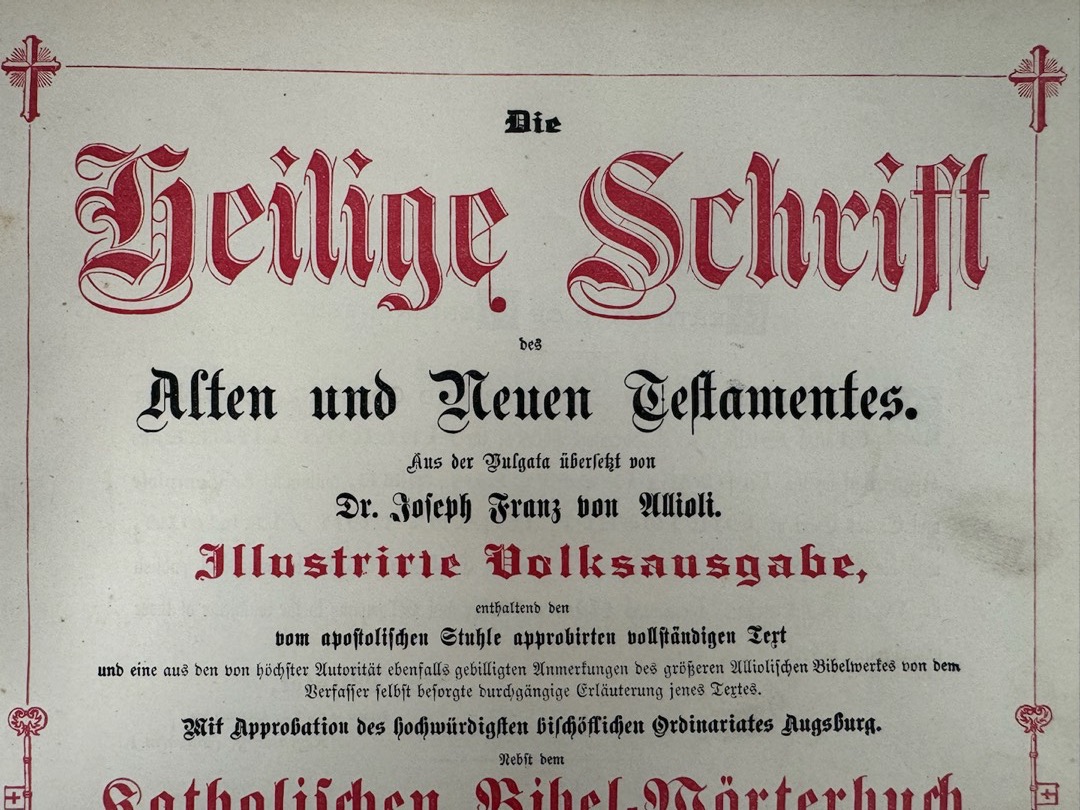 Die
Heilige Schrift
des
Alten und Neuen Testamentes.
Aus der Vulgata übersetzt von
Dr. Joseph Franz von Allioli.
Illustrirte Volksausgabe,
enthaltend den
vom apostolischen Stuhle approbirten vollständigen Text
und eine aus den von höchster Autorität ebenfalls gebilligten Anmerkungen des größeren Alliolischen Bibelwerkes von dem
Verfasser selbst besorgte durchgängige Erläuterung jenes Textes.
Mit Approbation des hochwürdigsten bischöflichen Ordinariates Augsburg.
Nebst dem
Katholischen Bibel-Wörterbuch